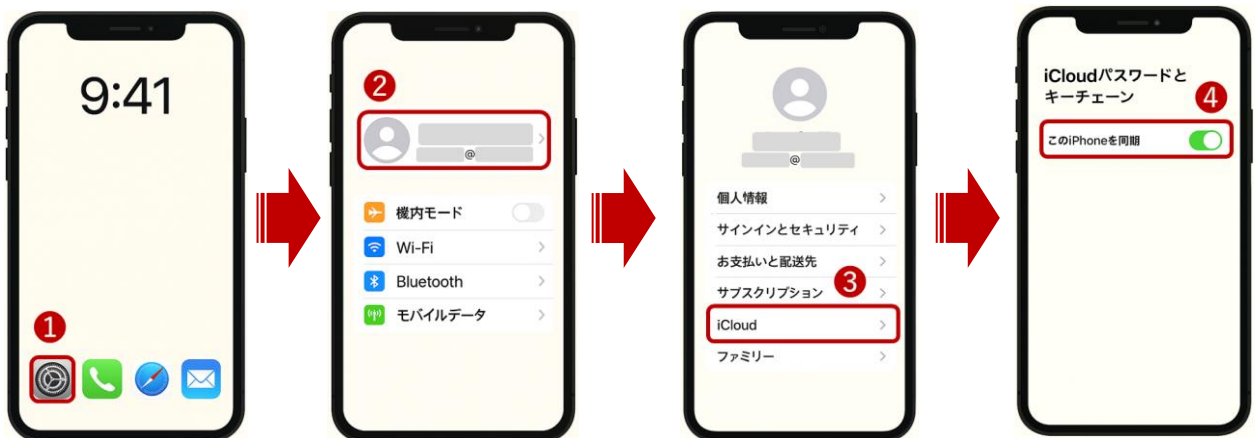 9:41
❶
❷
@
機内モード
Wi-Fi
Bluetooth
モバイルデータ
@
個人情報
サインインとセキュリティ
お支払いと配送先
サブスクリプション
❸
iCloud
ファミリー
iCloudパスワードと
キーチェーン
❹
このiPhoneを同期